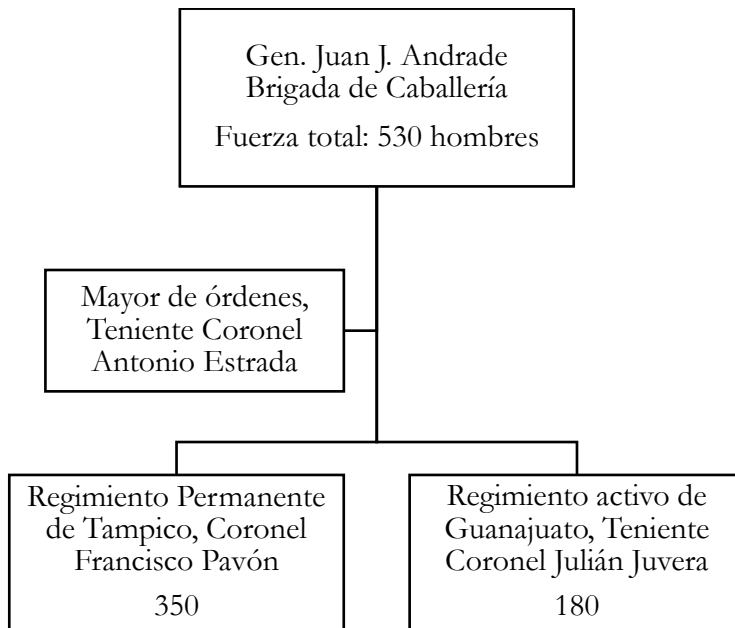 Gen. Juan J. Andrade
Brigada de Caballería
Fuerza total: 530 hombres
Mayor de órdenes,
Teniente Coronel
Antonio Estrada
Regimiento Permanente
de Tampico, Coronel
Francisco Pavón
350
Regimiento activo de
Guanajuato, Teniente
Coronel Julián Juvera
180